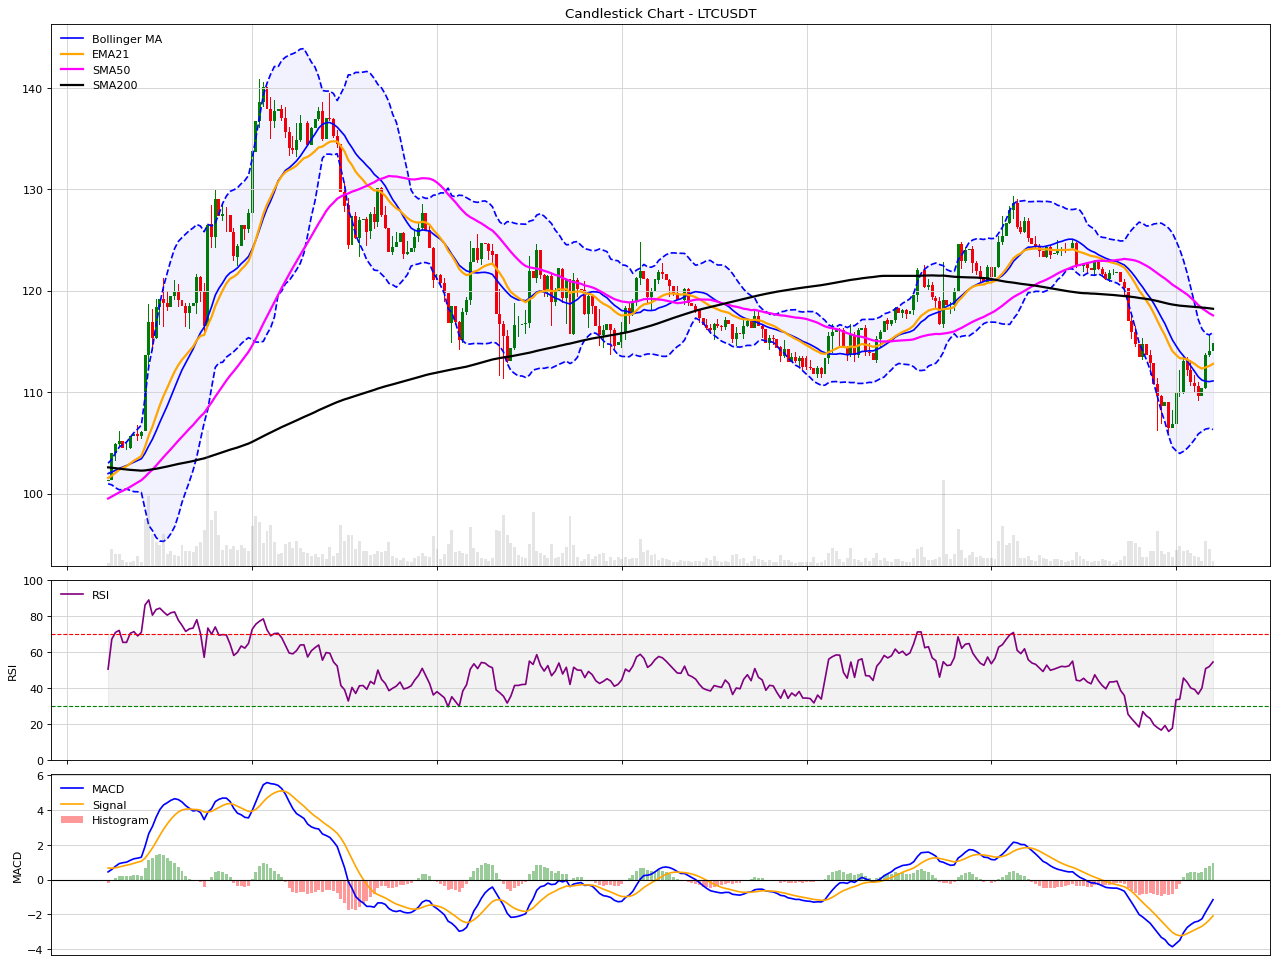 Candlestick Chart - LTCUSDT
Bollinger MA
EMA21
SMA50
SMA200
140
130
120
110
100
RSI
100
80
60
40
20
0
RSI
MACD
Signal
Histogram
6
4
2
0
−2
−4
MACD